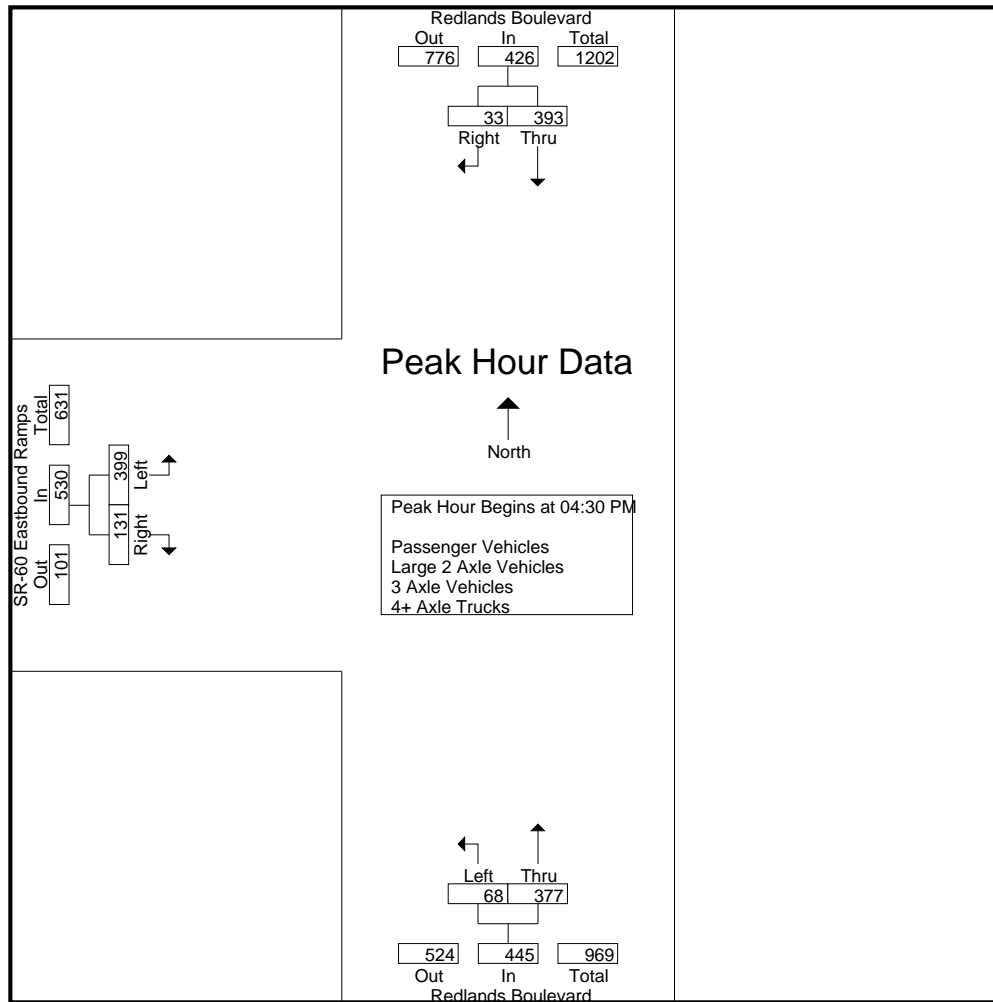 Redlands Boulevard
Out In Total
776 426 1202
33 393
Right Thru
Peak Hour Data
North
SR-60 Eastbound Ramps
Out In Total
101 530 631
131 399
Right Left
Peak Hour Begins at 04:30 PM
Passenger Vehicles
Large 2 Axle Vehicles
3 Axle Vehicles
4+ Axle Trucks
Left Thru
68 377
524 445 969
Out In Total
Redlands Boulevard